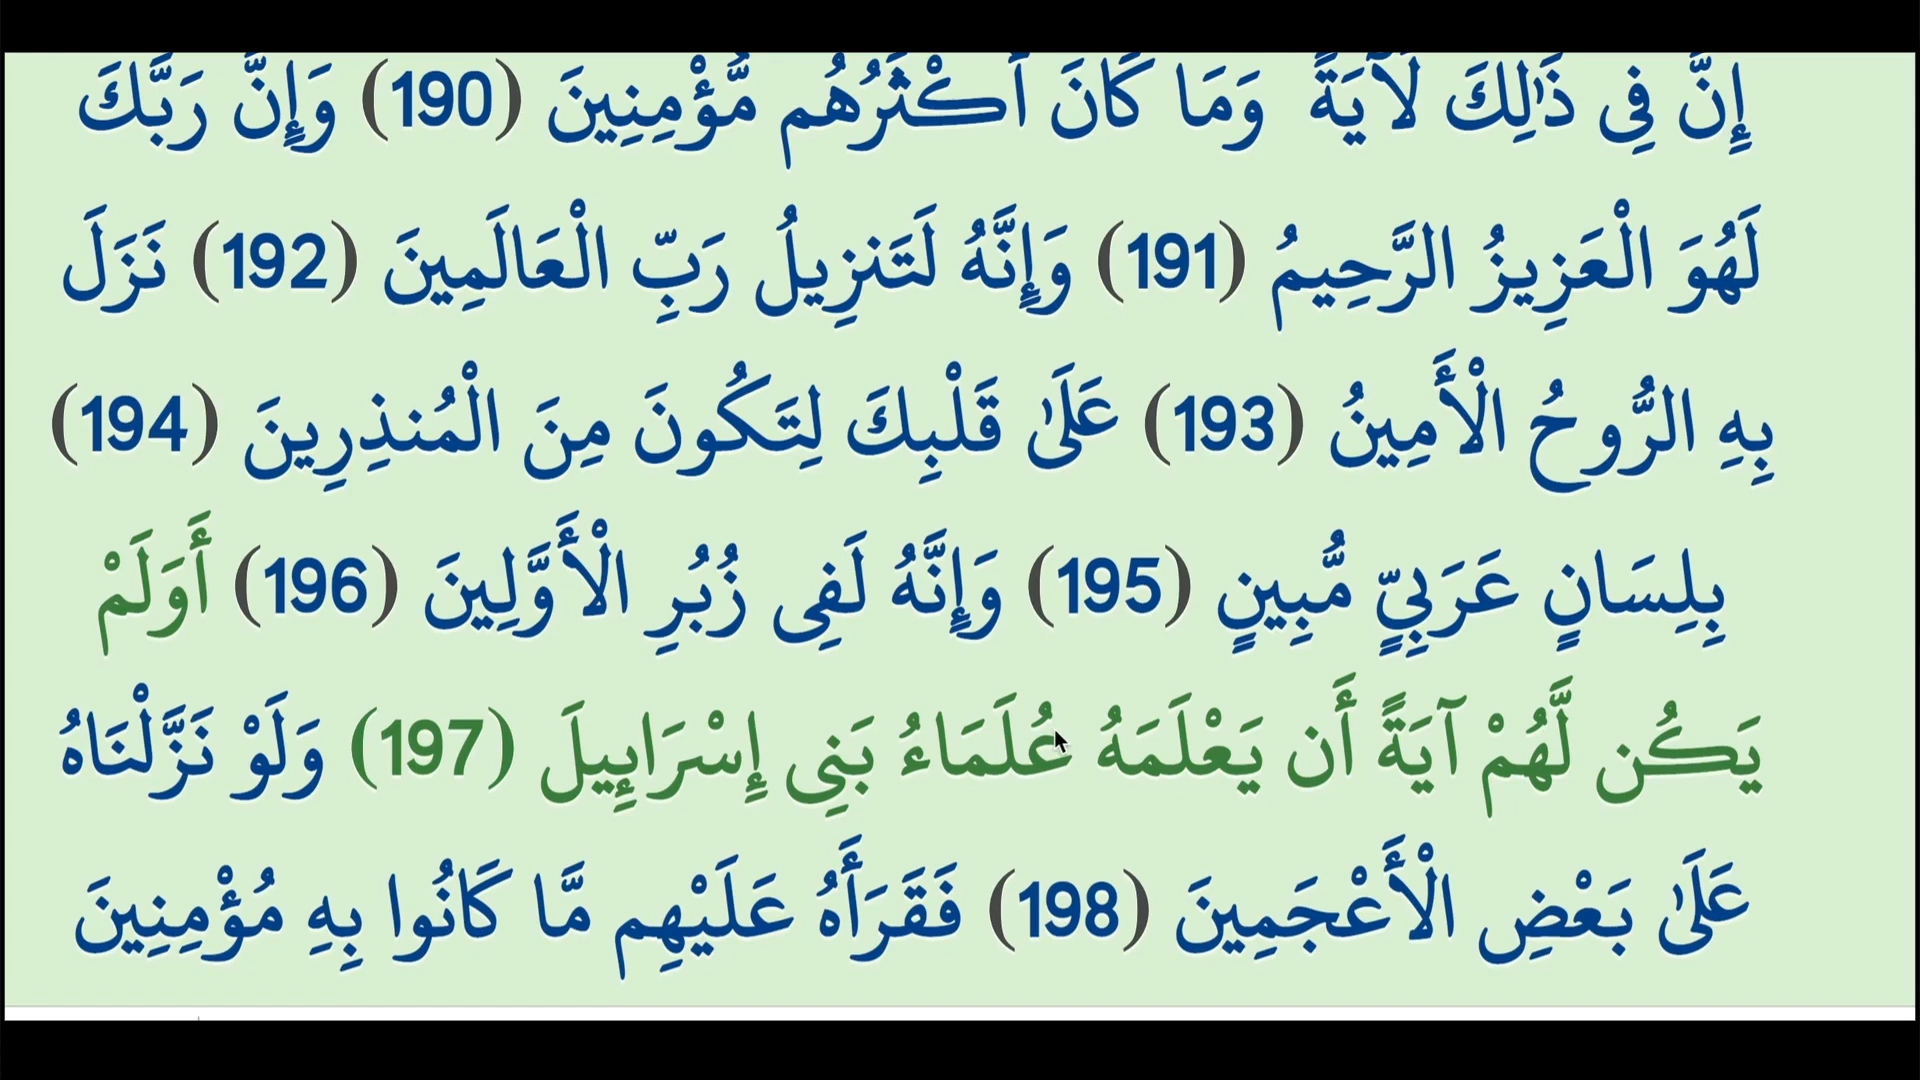 إِنَّ فِى ذَٰلِكَ لَآيَةً وَمَا كَانَ أَكْثَرُهُم مُّؤْمِنِينَ (190) وَإِنَّ رَبَّكَ
لَهُوَ الْعَزِيزُ الرَّحِيمُ (191) وَإِنَّهُ لَتَنزِيلُ رَبِّ الْعَالَمِينَ (192) نَزَلَ
بِهِ الرُّوحُ الْأَمِينُ (193) عَلَىٰ قَلْبِكَ لِتَكُونَ مِنَ الْمُنذِرِينَ (194)
بِلِسَانٍ عَرَبِيٍّ مُّبِينٍ (195) وَإِنَّهُ لَفِى زُبُرِ الْأَوَّلِينَ (196) أَوَلَمْ
يَكُن لَّهُمْ آيَةً أَن يَعْلَمَهُ عُلَمَاءُ بَنِى إِسْرَايِٕيلَ (197) وَلَوْ نَزَّلْنَاهُ
عَلَىٰ بَعْضِ الْأَعْجَمِينَ (198) فَقَرَأَهُ عَلَيْهِم مَّا كَانُوا بِهِ مُؤْمِنِينَ